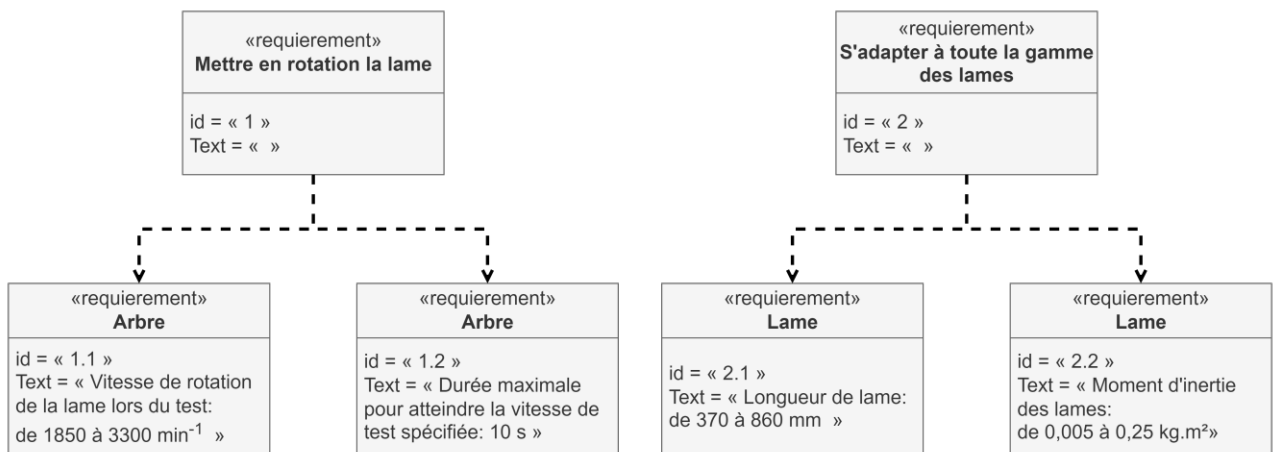 «requierement»
Mettre en rotation la lame
id = « 1 »
Text = «  »
«requierement»
S'adapter à toute la gamme
des lames
id = « 2 »
Text = «  »
«requierement»
Arbre
id = « 1.1 »
Text = « Vitesse de rotation
de la lame lors du test:
de 1850 à 3300 min⁻¹  »
«requierement»
Arbre
id = « 1.2 »
Text = « Durée maximale
pour atteindre la vitesse de
test spécifiée: 10 s »
«requierement»
Lame
id = « 2.1 »
Text = « Longueur de lame:
de 370 à 860 mm  »
«requierement»
Lame
id = « 2.2 »
Text = « Moment d'inertie
des lames:
de 0,005 à 0,25 kg.m²»